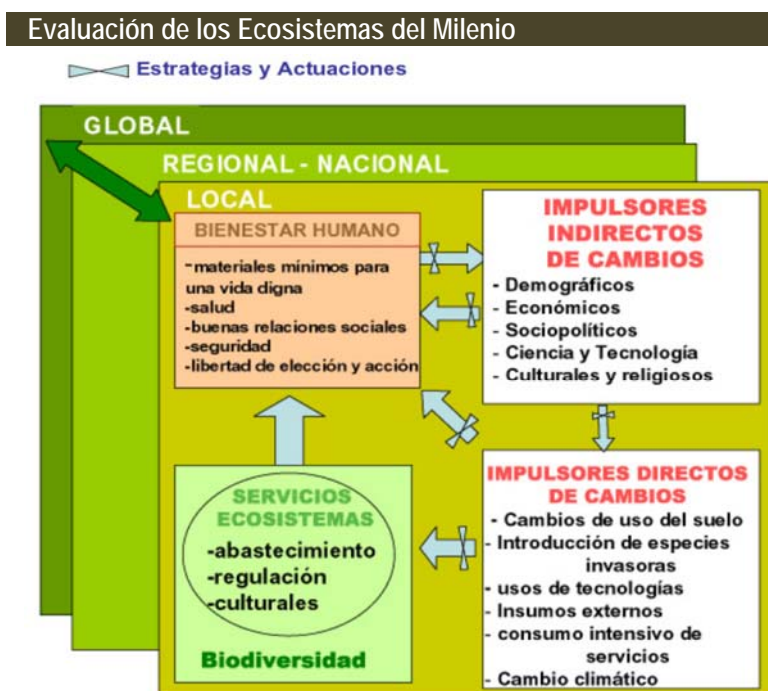 Evaluación de los Ecosistemas del Milenio
Estrategias y Actuaciones
GLOBAL
REGIONAL - NACIONAL
LOCAL
BIENESTAR HUMANO
-materiales mínimos para
una vida digna
-salud
-buenas relaciones sociales
-seguridad
-libertad de elección y acción
IMPULSORES
INDIRECTOS
DE CAMBIOS
- Demográficos
- Económicos
- Sociopolíticos
- Ciencia y Tecnología
- Culturales y religiosos
SERVICIOS
ECOSISTEMAS
-abastecimiento
-regulación
-culturales
Biodiversidad
IMPULSORES DIRECTOS
DE CAMBIOS
- Cambios de uso del suelo
- Introducción de especies
invasoras
- usos de tecnologías
- Insumos externos
- consumo intensivo de
servicios
- Cambio climático